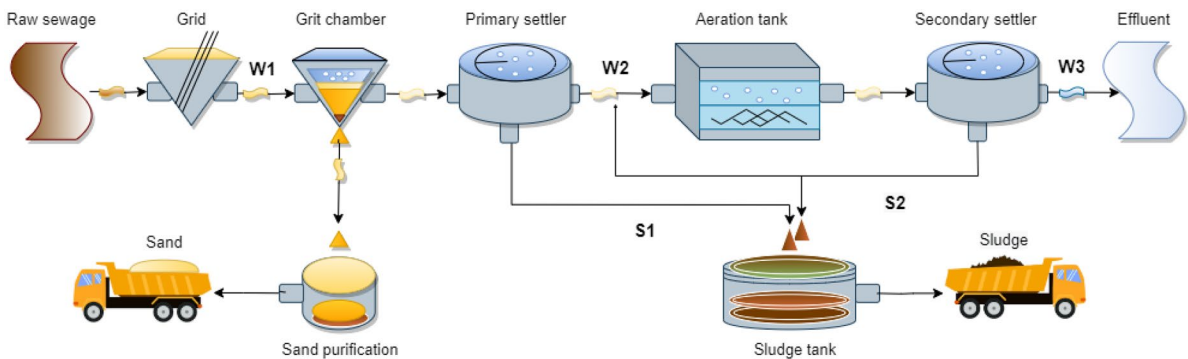 Raw sewage
Grid
Grit chamber
Primary settler
Aeration tank
Secondary settler
Effluent
W1
W2
W3
S1
S2
Sand
Sludge
Sand purification
Sludge tank